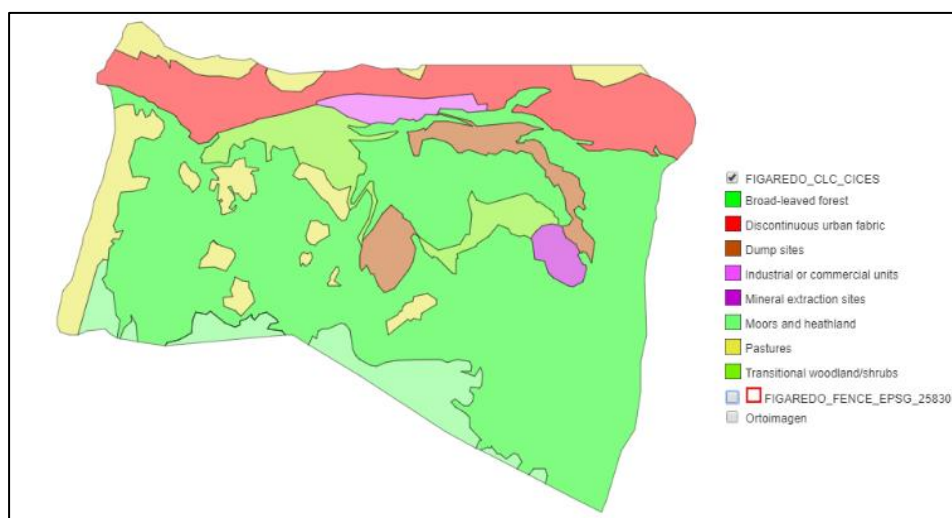 FIGAREDO_CLC_CICES
Broad-leaved forest
Discontinuous urban fabric
Dump sites
Industrial or commercial units
Mineral extraction sites
Moors and heathland
Pastures
Transitional woodland/shrubs
FIGAREDO_FENCE_EPSG_25830
Ortoimagen